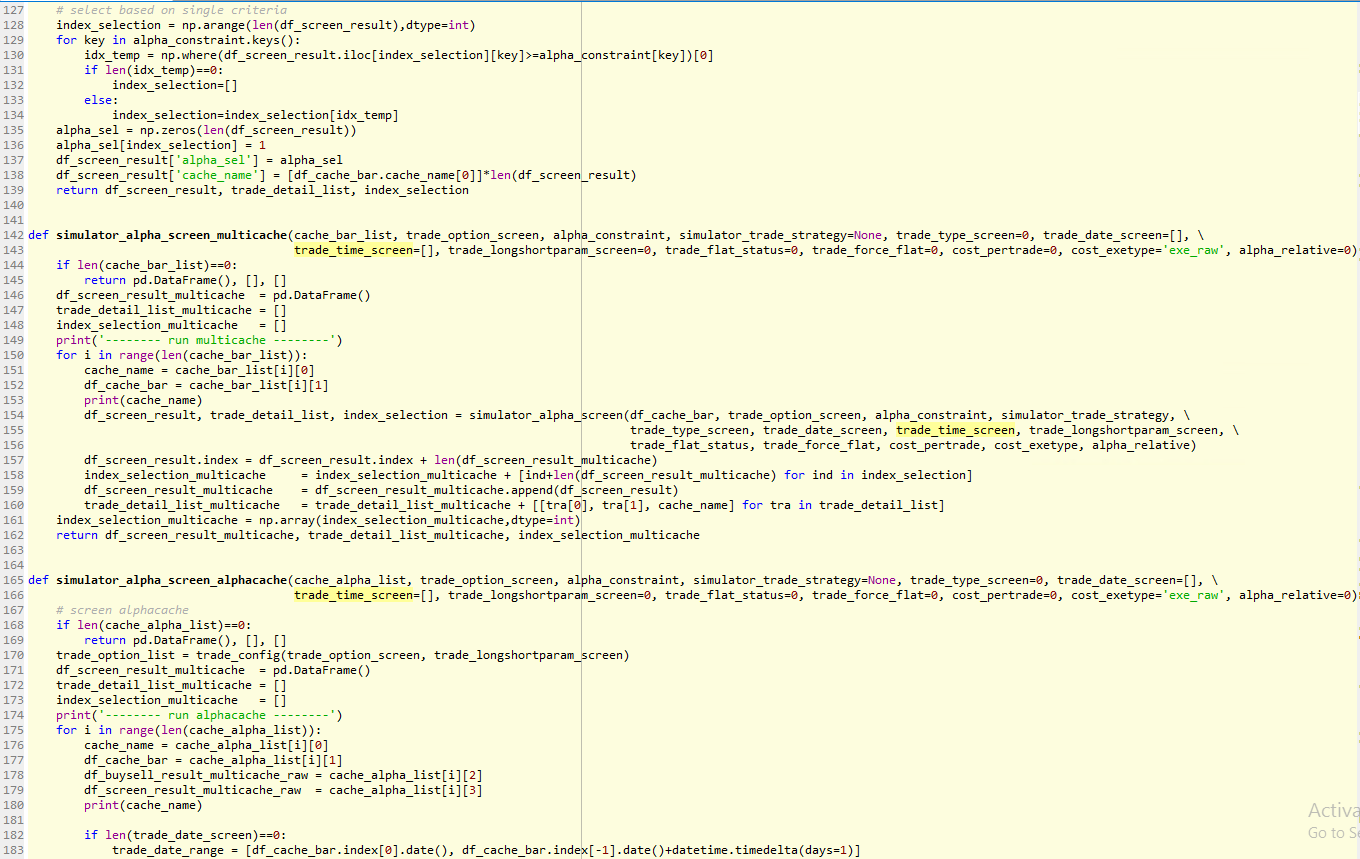 127     # select based on single criteria
128     index_selection = np.arange(len(df_screen_result),dtype=int)
129     for key in alpha_constraint.keys():
130         idx_temp = np.where(df_screen_result.iloc[index_selection][key]>=alpha_constraint[key])[0]
131         if len(idx_temp)==0:
132             index_selection=[]
133         else:
134             index_selection=index_selection[idx_temp]
135     alpha_sel = np.zeros(len(df_screen_result))
136     alpha_sel[index_selection] = 1
137     df_screen_result['alpha_sel'] = alpha_sel
138     df_screen_result['cache_name'] = [df_cache_bar.cache_name[0]]*len(df_screen_result)
139     return df_screen_result, trade_detail_list, index_selection
140
141
142 def simulator_alpha_screen_multicache(cache_bar_list, trade_option_screen, alpha_constraint, simulator_trade_strategy=None, trade_type_screen=0, trade_date_screen=[], \
143                                       trade_time_screen=[], trade_longshortparam_screen=0, trade_flat_status=0, trade_force_flat=0, cost_pertrade=0, cost_exetype='exe_raw', alpha_relative=0)
144     if len(cache_bar_list)==0:
145         return pd.DataFrame(), [], []
146     df_screen_result_multicache  = pd.DataFrame()
147     trade_detail_list_multicache = []
148     index_selection_multicache   = []
149     print('-------- run multicache --------')
150     for i in range(len(cache_bar_list)):
151         cache_name = cache_bar_list[i][0]
152         df_cache_bar = cache_bar_list[i][1]
153         print(cache_name)
154         df_screen_result, trade_detail_list, index_selection = simulator_alpha_screen(df_cache_bar, trade_option_screen, alpha_constraint, simulator_trade_strategy, \
155                                                                                       trade_type_screen, trade_date_screen, trade_time_screen, trade_longshortparam_screen, \
156                                                                                       trade_flat_status, trade_force_flat, cost_pertrade, cost_exetype, alpha_relative)
157         df_screen_result.index = df_screen_result.index + len(df_screen_result_multicache)
158         index_selection_multicache     = index_selection_multicache + [ind+len(df_screen_result_multicache) for ind in index_selection]
159         df_screen_result_multicache    = df_screen_result_multicache.append(df_screen_result)
160         trade_detail_list_multicache   = trade_detail_list_multicache + [[tra[0], tra[1], cache_name] for tra in trade_detail_list]
161     index_selection_multicache = np.array(index_selection_multicache,dtype=int)
162     return df_screen_result_multicache, trade_detail_list_multicache, index_selection_multicache
163
164
165 def simulator_alpha_screen_alphacache(cache_alpha_list, trade_option_screen, alpha_constraint, simulator_trade_strategy=None, trade_type_screen=0, trade_date_screen=[], \
166                                       trade_time_screen=[], trade_longshortparam_screen=0, trade_flat_status=0, trade_force_flat=0, cost_pertrade=0, cost_exetype='exe_raw', alpha_relative=0)
167     # screen alphacache
168     if len(cache_alpha_list)==0:
169         return pd.DataFrame(), [], []
170     trade_option_list = trade_config(trade_option_screen, trade_longshortparam_screen)
171     df_screen_result_multicache  = pd.DataFrame()
172     trade_detail_list_multicache = []
173     index_selection_multicache   = []
174     print('-------- run alphacache --------')
175     for i in range(len(cache_alpha_list)):
176         cache_name = cache_alpha_list[i][0]
177         df_cache_bar = cache_alpha_list[i][1]
178         df_buysell_result_multicache_raw = cache_alpha_list[i][2]
179         df_screen_result_multicache_raw  = cache_alpha_list[i][3]
180         print(cache_name)
181
182         if len(trade_date_screen)==0:
183             trade_date_range = [df_cache_bar.index[0].date(), df_cache_bar.index[-1].date()+datetime.timedelta(days=1)]
Activa
Go to Se